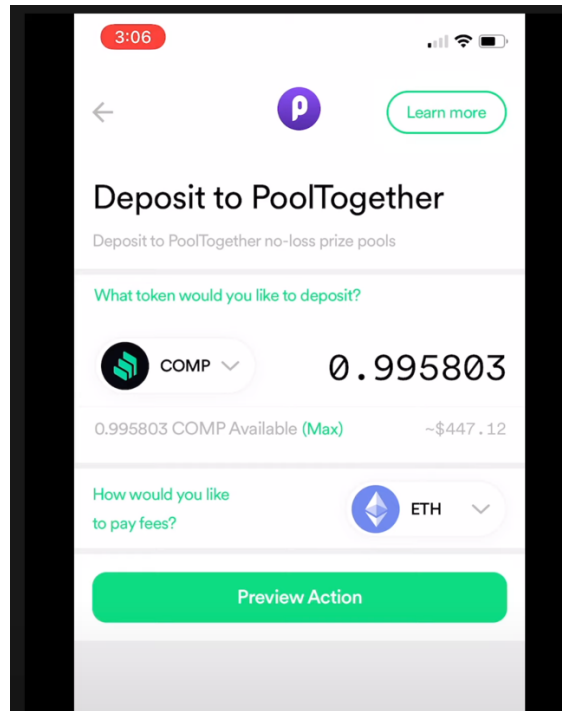 3:06
Learn more
Deposit to PoolTogether
Deposit to PoolTogether no-loss prize pools
What token would you like to deposit?
COMP 0.995803
0.995803 COMP Available (Max) ~$447.12
How would you like
to pay fees?
ETH
Preview Action